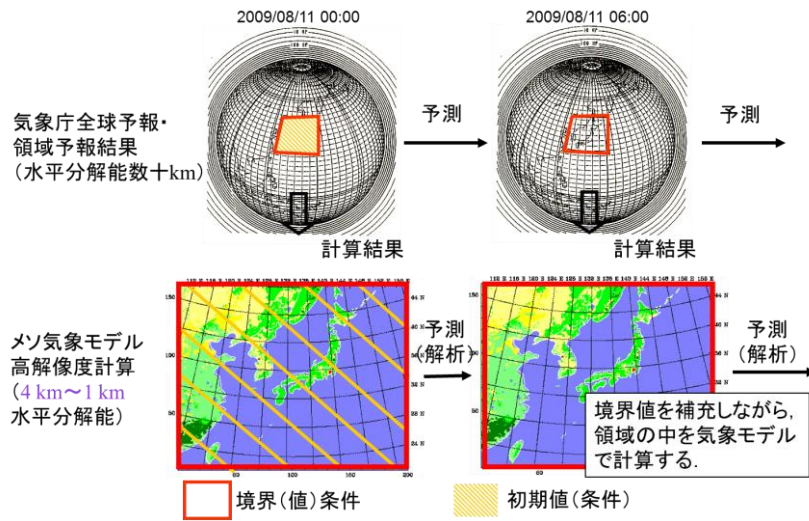 2009/08/11 00:00
2009/08/11 06:00
気象庁全球予報・
領域予報結果
（水平分解能数十km）
予測
計算結果
計算結果
メソ気象モデル
高解像度計算
（4 km～1 km
水平分解能）
予測
（解析）
予測
（解析）
境界値を補充しながら，
領域の中を気象モデル
で計算する．
境界（値）条件
初期値（条件）